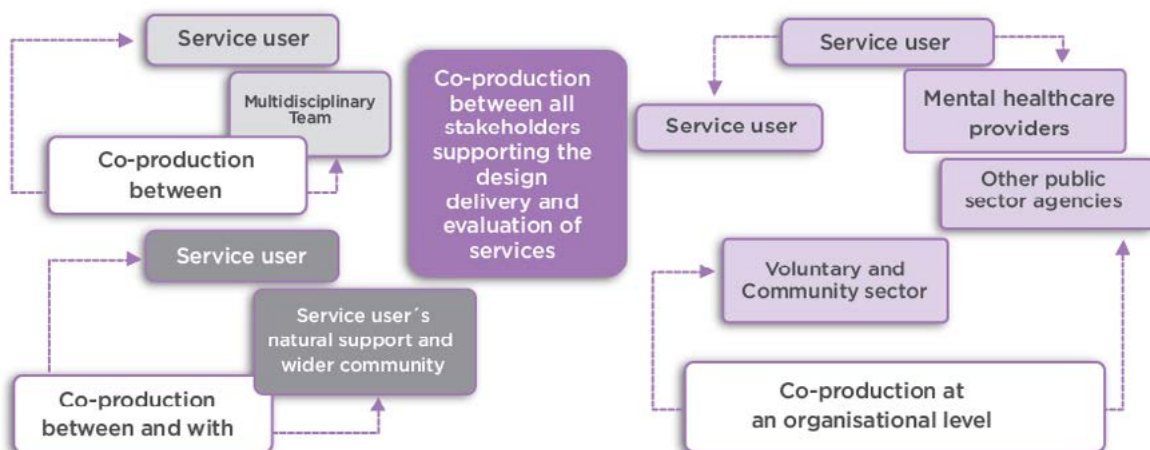 Service user
Multidisciplinary
Team
Co-production
between
Service user
Service user´s
natural support and
wider community
Co-production
between and with
Co-production
between all
stakeholders
supporting the
design
delivery and
evaluation of
services
Service user
Service user
Mental healthcare
providers
Other public
sector agencies
Voluntary and
Community sector
Co-production at
an organisational level